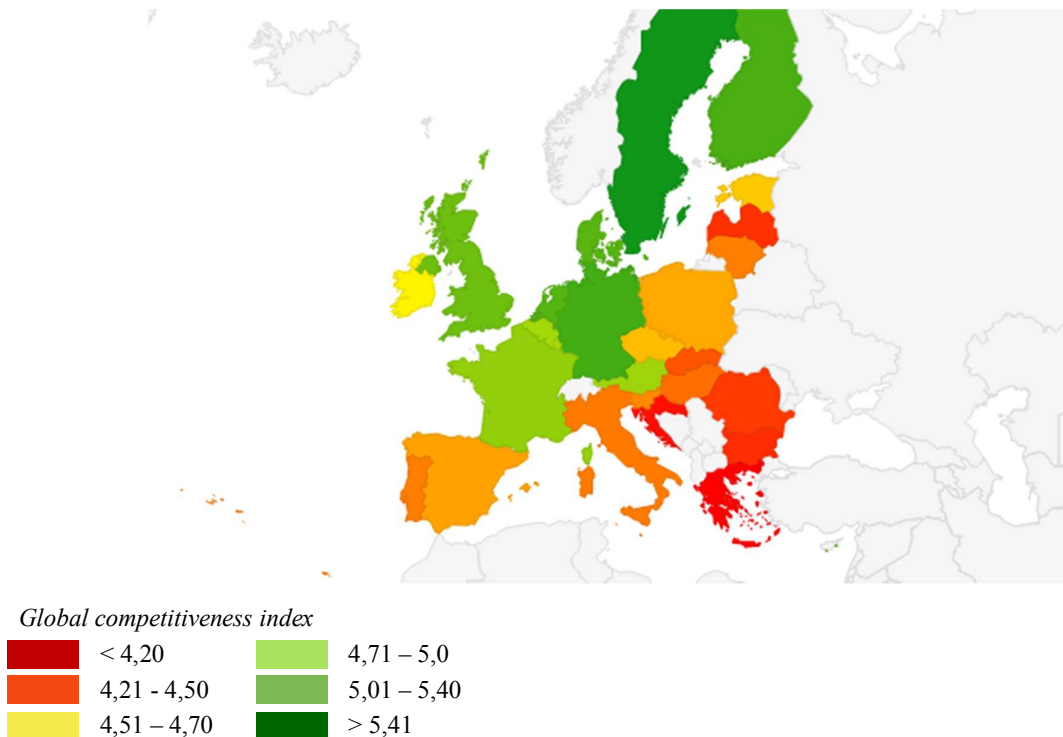 Global competitiveness index
< 4,20
4,21 - 4,50
4,51 – 4,70
4,71 – 5,0
5,01 – 5,40
> 5,41